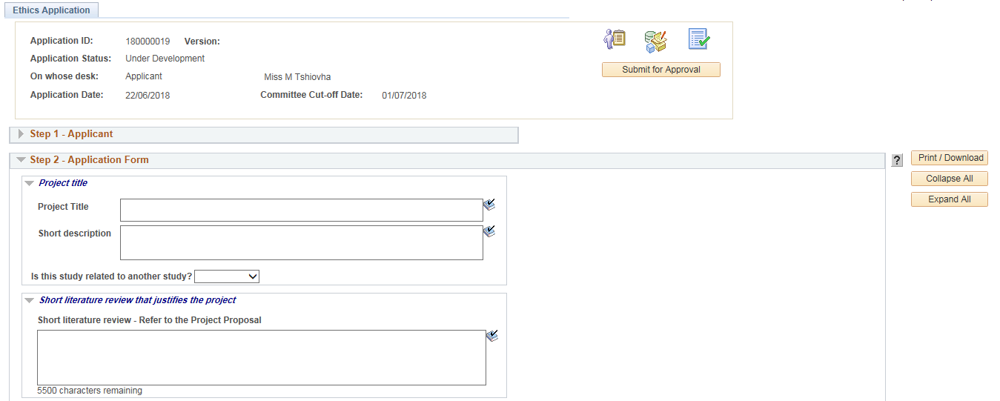 Ethics Application
Application ID: 180000019 Version:
Application Status: Under Development
On whose desk: Applicant Miss M Tshiovha
Application Date: 22/06/2018 Committee Cut-off Date: 01/07/2018
Submit for Approval
Step 1 - Applicant
Step 2 - Application Form
? Print / Download
Collapse All
Expand All
Project title
Project Title
Short description
Is this study related to another study?
Short literature review that justifies the project
Short literature review - Refer to the Project Proposal
5500 characters remaining